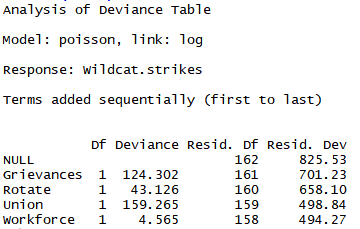 Analysis of Deviance Table
Model: poisson, link: log
Response: Wildcat.strikes
Terms added sequentially (first to last)
Df Deviance Resid. Df Resid. Dev
NULL 162 825.53
Grievances 1 124.302 161 701.23
Rotate 1 43.126 160 658.10
Union 1 159.265 159 498.84
Workforce 1 4.565 158 494.27